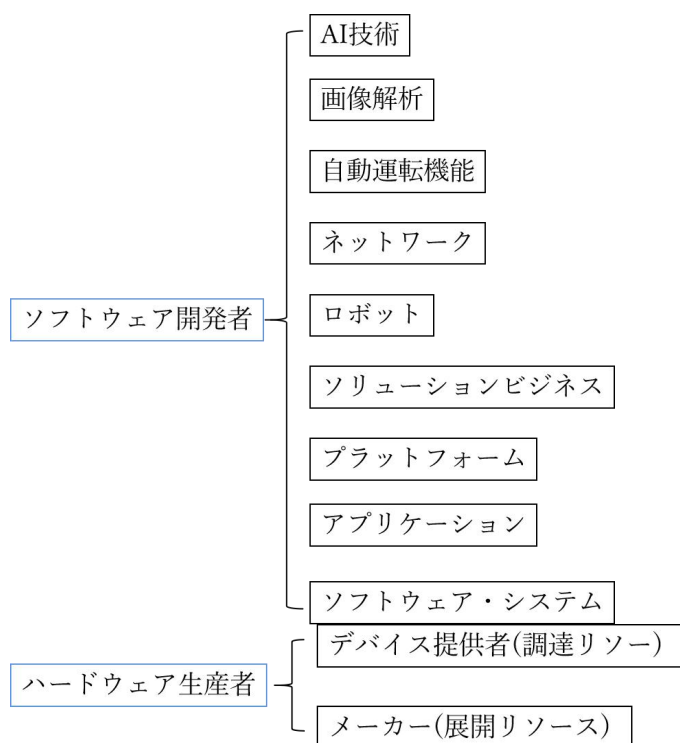 AI技術
画像解析
自動運転機能
ネットワーク
ソフトウェア開発者
ロボット
ソリューションビジネス
プラットフォーム
アプリケーション
ソフトウェア・システム
デバイス提供者(調達リソー)
ハードウェア生産者
メーカー(展開リソース)